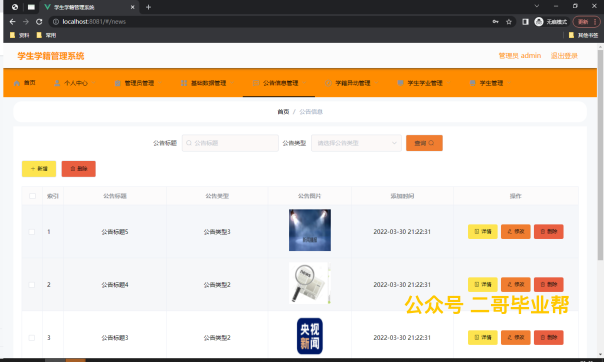 学生学籍管理系统
localhost:8081/#/news
无痕模式
更新
资料
常用
其他书签
学生学籍管理系统
管理员 admin 退出登录
首页 个人中心 管理员管理 基础数据管理 公告信息管理 学籍异动管理 学生学业管理 学生管理
首页 / 公告信息
公告标题 公告标题 公告类型 请选择公告类型 查询
+ 新增 删除
索引 公告标题 公告类型 公告图片 添加时间 操作
1 公告标题5 公告类型3 2022-03-30 21:22:31 详情 修改 删除
2 公告标题4 公告类型2 2022-03-30 21:22:31 详情 修改 删除
公众号 二哥毕业帮
央视
新闻
3 公告标题3 公告类型2 2022-03-30 21:22:31 详情 修改 删除